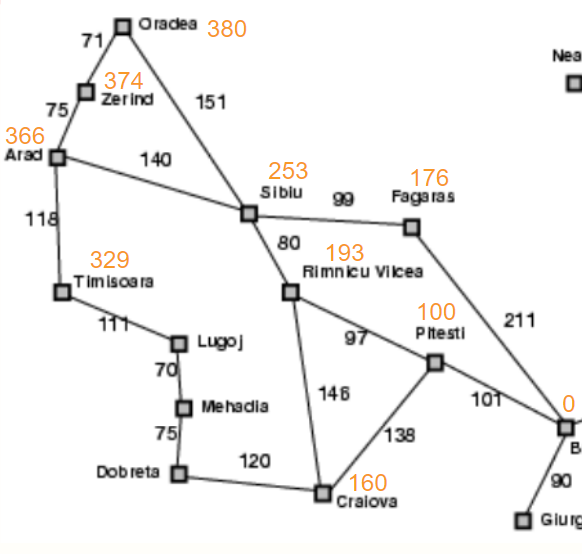 Oradea 380
71
374
Zerind
Nea
75
151
366
Arad
140
253
Sibiu
99
176
Fagaras
118
80
193
Rimnicu Vilcea
329
Timisoara
100
Pitesti
211
111
Lugoj
97
70
146
101
0
B
Mehadia
138
75
90
Dobreta
120
160
Craiova
Giurg